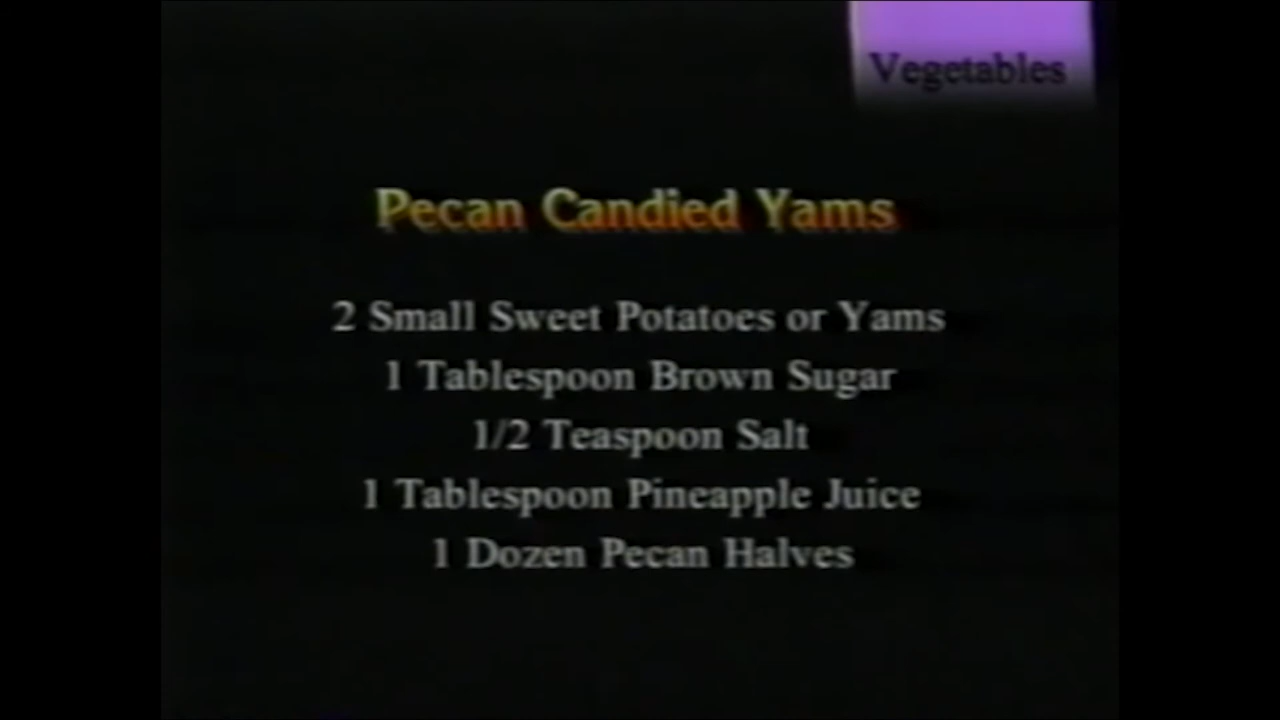 Vegetables
Pecan Candied Yams
2 Small Sweet Potatoes or Yams
1 Tablespoon Brown Sugar
1/2 Teaspoon Salt
1 Tablespoon Pineapple Juice
1 Dozen Pecan Halves